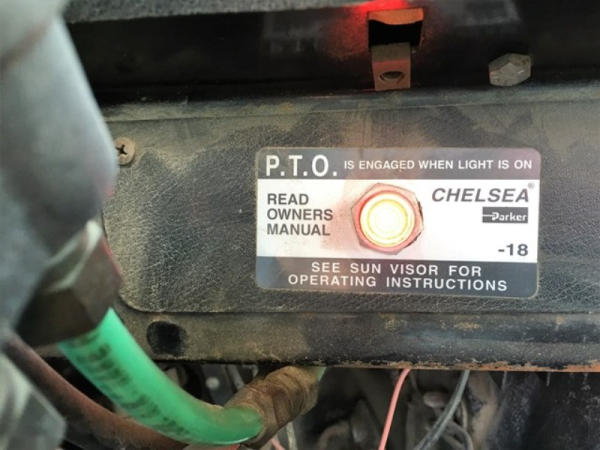 P.T.O. IS ENGAGED WHEN LIGHT IS ON
READ
OWNERS
MANUAL
CHELSEA®
Parker
-18
SEE SUN VISOR FOR
OPERATING INSTRUCTIONS